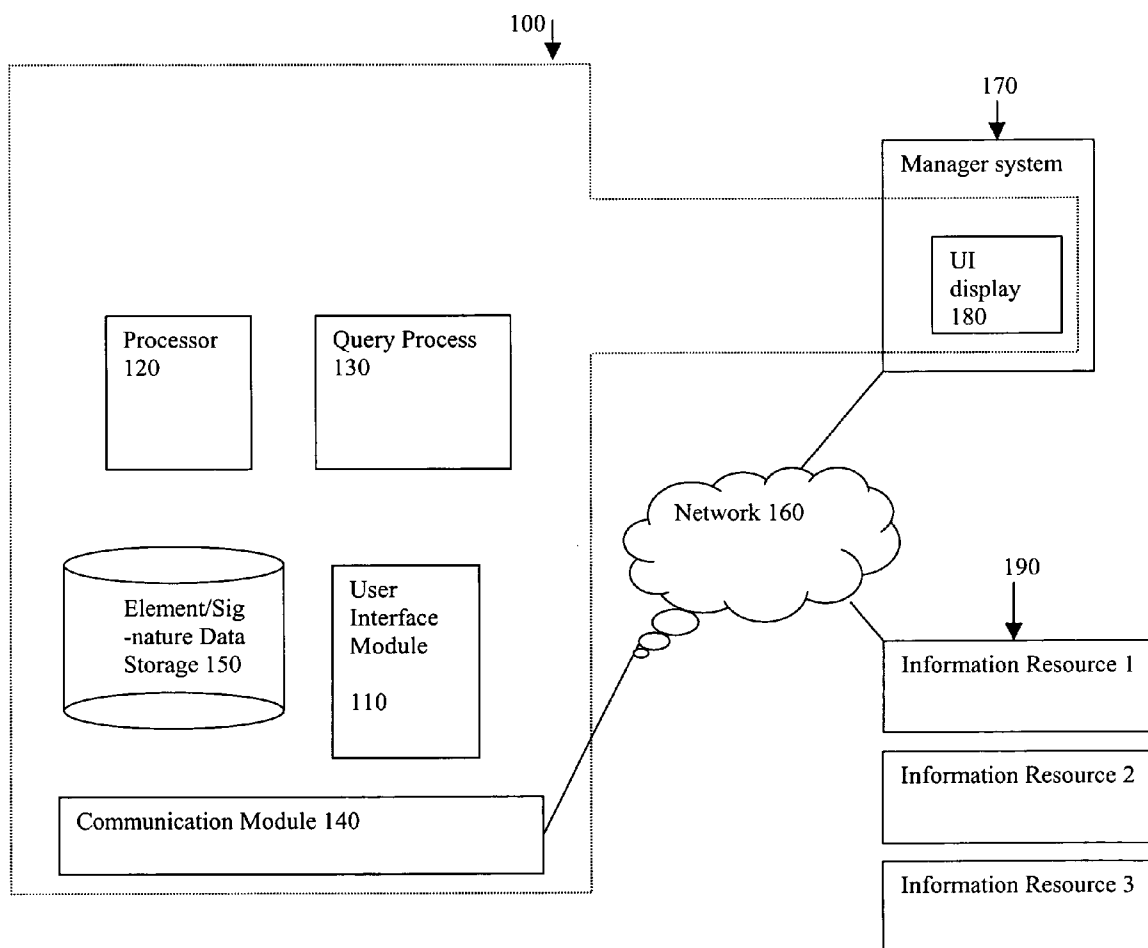 100
170
Manager system
UI
display
180
Processor
120
Query Process
130
Network 160
Element/Sig
-nature Data
Storage 150
User
Interface
Module
110
190
Information Resource 1
Information Resource 2
Communication Module 140
Information Resource 3